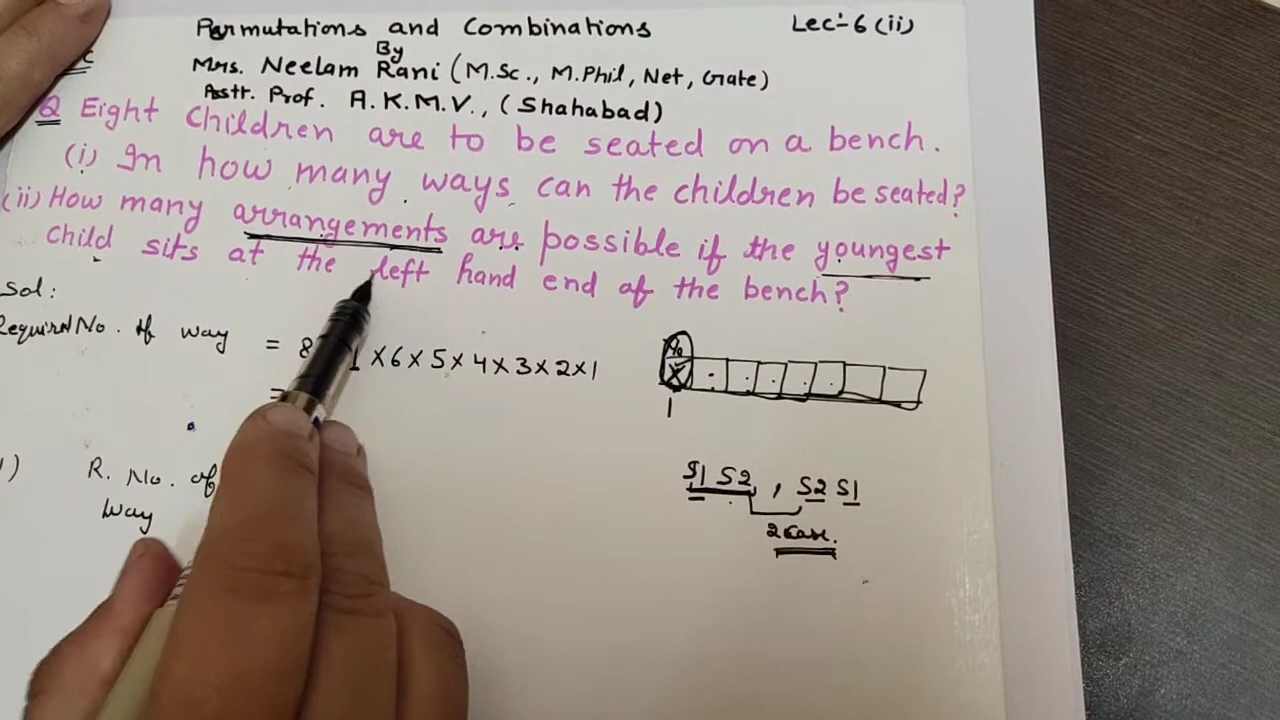 Permutations and Combinations Lec-6 (ii)
By
Mrs. Neelam Rani (M.Sc., M.Phil, Net, Gate)
Asstt. Prof. A.K.M.V., (Shahabad)
Q Eight Children are to be seated on a bench.
(i) In how many ways can the children be seated?
(ii) How many arrangements are possible if the youngest
child sits at the left hand end of the bench?
Sol:
Required No. of way = 8 × 6 × 5 × 4 × 3 × 2 × 1
=
1
R. No. of
way
S1 S2 , S2 S1
2 case.